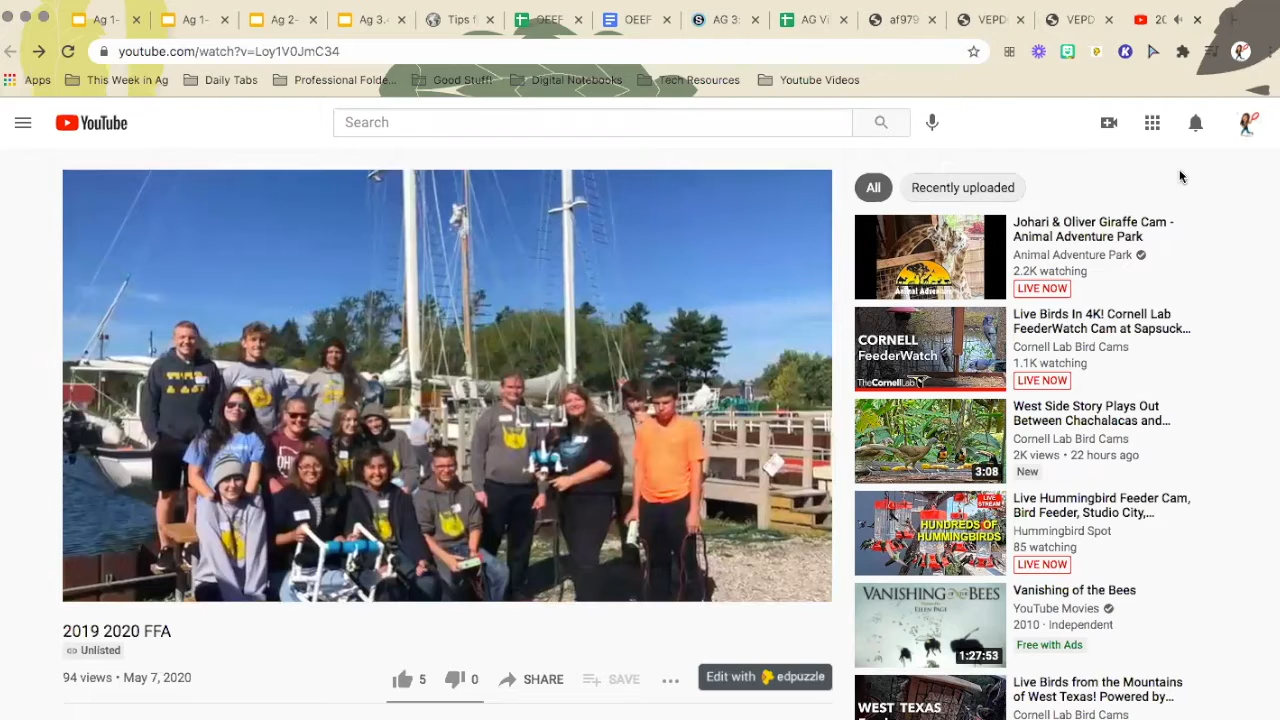 Ag 1-
Ag 1-
Ag 2-
Ag 3.4
Tips f
OEEF
OEEF
AG 3:
AG Vi
af979
VEPD
VEPD
20
youtube.com/watch?v=Loy1V0JmC34
Apps
This Week in Ag
Daily Tabs
Professional Folde...
Good Stuff!
Digital Notebooks
Tech Resources
Youtube Videos
YouTube
Search
All
Recently uploaded
Johari & Oliver Giraffe Cam -
Animal Adventure Park
Animal Adventure Park
2.2K watching
LIVE NOW
CORNELL
FeederWatch
TheCornellLab
Live Birds In 4K! Cornell Lab
FeederWatch Cam at Sapsuck...
Cornell Lab Bird Cams
1.1K watching
LIVE NOW
3:08
West Side Story Plays Out
Between Chachalacas and...
Cornell Lab Bird Cams
2K views • 22 hours ago
New
LIVE
STREAM
HUNDREDS OF
HUMMINGBIRDS
Live Hummingbird Feeder Cam,
Bird Feeder, Studio City,...
Hummingbird Spot
85 watching
LIVE NOW
VANISHING OF THE BEES
1:27:53
Vanishing of the Bees
YouTube Movies
2010 · Independent
Free with Ads
WEST TEXAS
Live Birds from the Mountains
of West Texas! Powered by...
Cornell Lab Bird Cams
2019 2020 FFA
Unlisted
94 views • May 7, 2020
5
0
SHARE
SAVE
Edit with edpuzzle